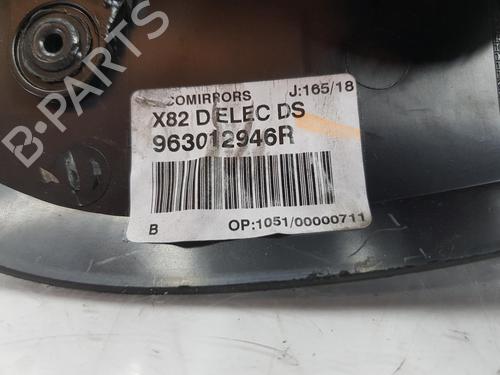 COMIRRORS J:165/18
X82 D ELEC DS
963012946R
B OP:1051/00000711
B-PARTS